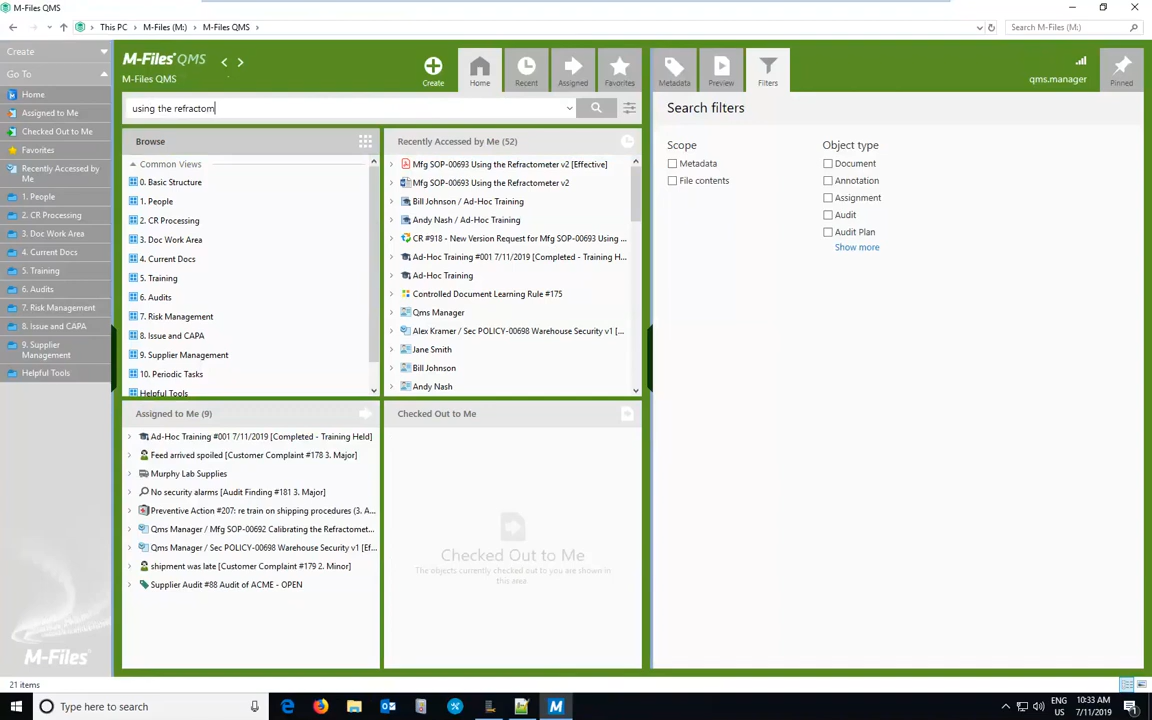 M-Files QMS
This PC > M-Files (M:) > M-Files QMS >
Search M-Files (M:)
Create
Go To
Home
Assigned to Me
Checked Out to Me
Favorites
Recently Accessed by
Me
1. People
2. CR Processing
3. Doc Work Area
4. Current Docs
5. Training
6. Audits
7. Risk Management
8. Issue and CAPA
9. Supplier
Management
Helpful Tools
M-Files
M-Files QMS
M-Files QMS
Create
Home
Recent
Assigned
Favorites
using the refractom
Browse
Common Views
0. Basic Structure
1. People
2. CR Processing
3. Doc Work Area
4. Current Docs
5. Training
6. Audits
7. Risk Management
8. Issue and CAPA
9. Supplier Management
10. Periodic Tasks
Helpful Tools
Recently Accessed by Me (52)
Mfg SOP-00693 Using the Refractometer v2 [Effective]
Mfg SOP-00693 Using the Refractometer v2
Bill Johnson / Ad-Hoc Training
Andy Nash / Ad-Hoc Training
CR #918 - New Version Request for Mfg SOP-00693 Using ...
Ad-Hoc Training #001 7/11/2019 [Completed - Training H...
Ad-Hoc Training
Controlled Document Learning Rule #175
Qms Manager
Alex Kramer / Sec POLICY-00698 Warehouse Security v1 [...
Jane Smith
Bill Johnson
Andy Nash
Assigned to Me (9)
Ad-Hoc Training #001 7/11/2019 [Completed - Training Held]
Feed arrived spoiled [Customer Complaint #178 3. Major]
Murphy Lab Supplies
No security alarms [Audit Finding #181 3. Major]
Preventive Action #207: re train on shipping procedures (3. A...
Qms Manager / Mfg SOP-00692 Calibrating the Refractomet...
Qms Manager / Sec POLICY-00698 Warehouse Security v1 [Ef...
shipment was late [Customer Complaint #179 2. Minor]
Supplier Audit #88 Audit of ACME - OPEN
Checked Out to Me
Checked Out to Me
The objects currently checked out to you are shown in
this area
Metadata
Preview
Filters
qms.manager
Pinned
Search filters
Scope
Metadata
File contents
Object type
Document
Annotation
Assignment
Audit
Audit Plan
Show more
21 items
Type here to search
ENG
US
10:33 AM
7/11/2019